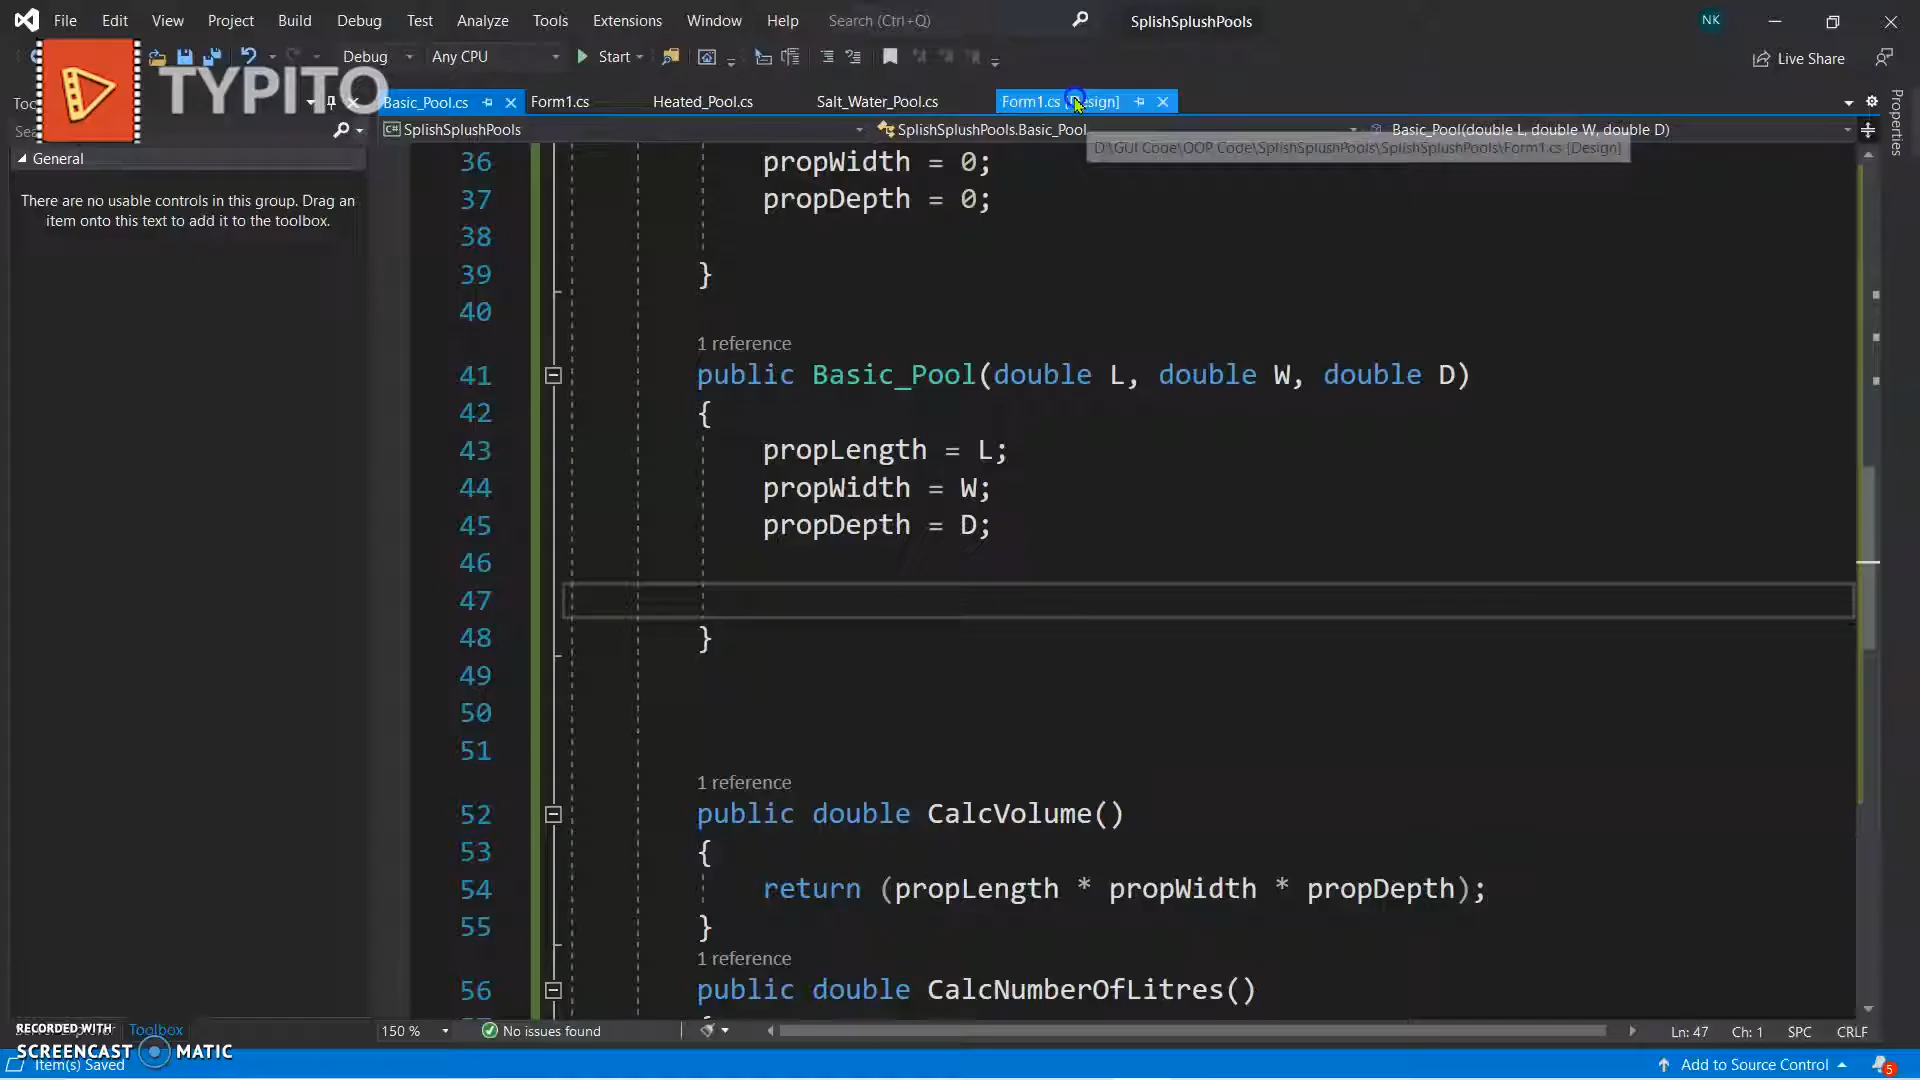 File Edit View Project Build Debug Test Analyze Tools Extensions Window Help Search (Ctrl+Q) SplishSplushPools NK
Debug Any CPU Start Live Share
TYPITO
Basic_Pool.cs Form1.cs Heated_Pool.cs Salt_Water_Pool.cs Form1.cs [Design]
SplishSplushPools SplishSplushPools.Basic_Pool Basic_Pool(double L, double W, double D)
D:\GUI Code\OOP Code\SplishSplushPools\SplishSplushPools\Form1.cs [Design]
Properties
General
There are no usable controls in this group. Drag an
item onto this text to add it to the toolbox.
36 propWidth = 0;
37 propDepth = 0;
38
39 }
40
1 reference
41 public Basic_Pool(double L, double W, double D)
42 {
43 propLength = L;
44 propWidth = W;
45 propDepth = D;
46
47
48 }
49
50
51
1 reference
52 public double CalcVolume()
53 {
54 return (propLength * propWidth * propDepth);
55 }
1 reference
56 public double CalcNumberOfLitres()
150 % No issues found Ln: 47 Ch: 1 SPC CRLF
RECORDED WITH Toolbox
SCREENCAST MATIC
Item(s) Saved Add to Source Control 5